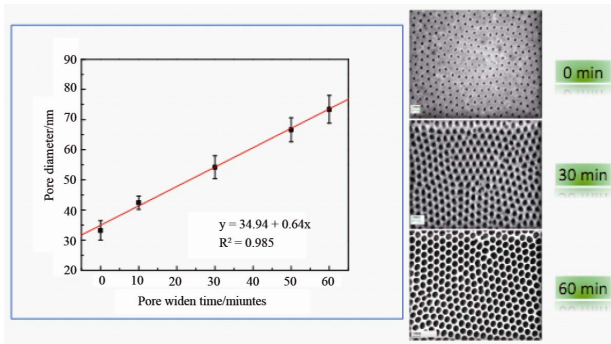 90
80
70
60
50
40
30
20
Pore diameter/nm
y = 34.94 + 0.64x
R² = 0.985
0 10 20 30 40 50 60
Pore widen time/miuntes
0 min
30 min
60 min